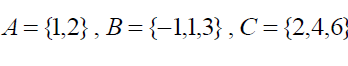 A = {1,2} , B = {−1,1,3} , C = {2,4,6}